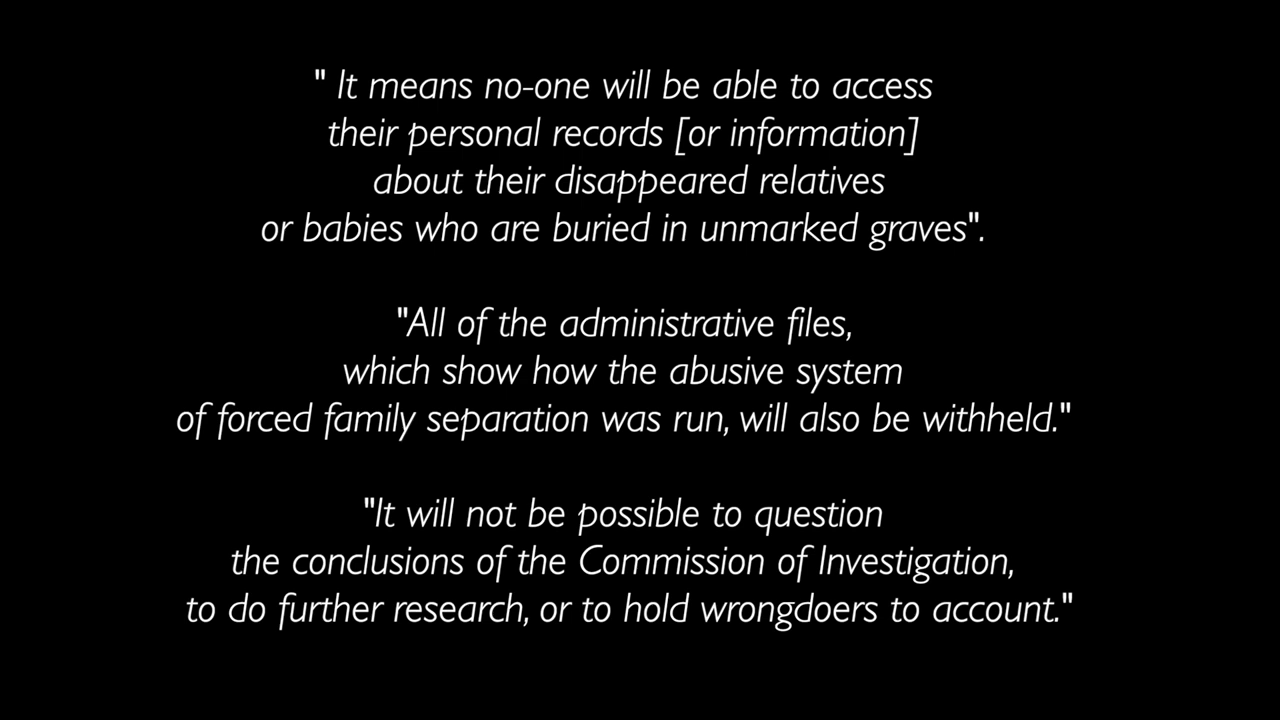 " It means no-one will be able to access
their personal records [or information]
about their disappeared relatives
or babies who are buried in unmarked graves".
"All of the administrative files,
which show how the abusive system
of forced family separation was run, will also be withheld."
"It will not be possible to question
the conclusions of the Commission of Investigation,
to do further research, or to hold wrongdoers to account."